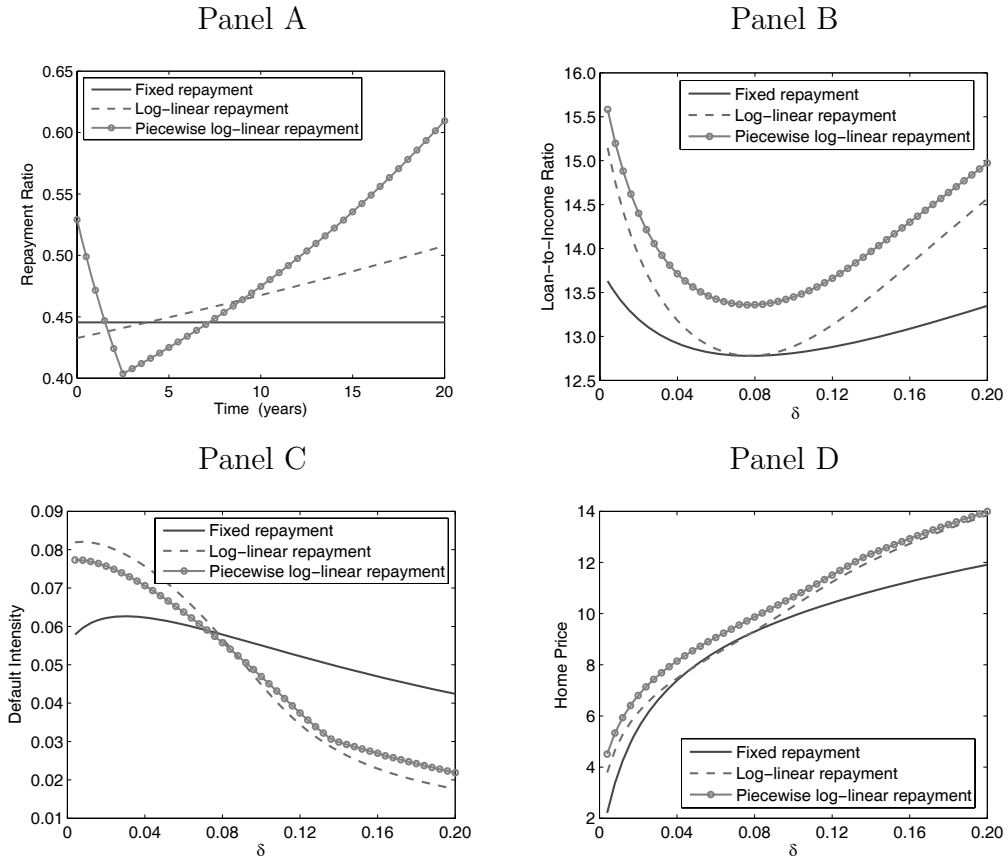 Panel A
0.65
0.60
0.55
0.50
0.45
0.40
Repayment Ratio
Fixed repayment
Log-linear repayment
Piecewise log-linear repayment
0 5 10 15 20
Time (years)
Panel B
16.0
15.5
15.0
14.5
14.0
13.5
13.0
12.5
Loan-to-Income Ratio
Fixed repayment
Log-linear repayment
Piecewise log-linear repayment
0 0.04 0.08 0.12 0.16 0.20
δ
Panel C
0.09
0.08
0.07
0.06
0.05
0.04
0.03
0.02
0.01
Default Intensity
Fixed repayment
Log-linear repayment
Piecewise log-linear repayment
0 0.04 0.08 0.12 0.16 0.20
δ
Panel D
14
12
10
8
6
4
2
Home Price
Fixed repayment
Log-linear repayment
Piecewise log-linear repayment
0 0.04 0.08 0.12 0.16 0.20
δ